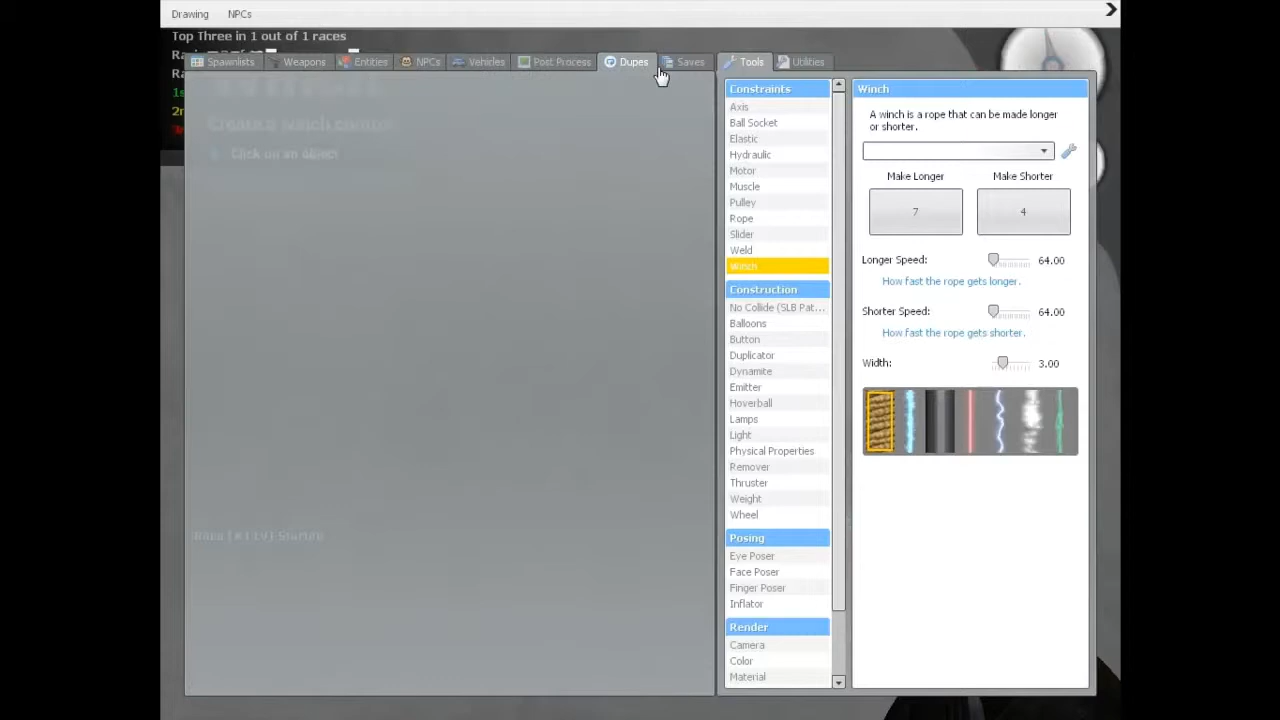 Drawing NPCs
Top Three in 1 out of 1 races
Spawnlists Weapons Entities NPCs Vehicles Post Process Dupes Saves Tools Utilities
Click on an object
Constraints
Axis
Ball Socket
Elastic
Hydraulic
Motor
Muscle
Pulley
Rope
Slider
Weld
Winch
Construction
No Collide (SLB Pat...
Balloons
Button
Duplicator
Dynamite
Emitter
Hoverball
Lamps
Light
Physical Properties
Remover
Thruster
Weight
Wheel
Posing
Eye Poser
Face Poser
Finger Poser
Inflator
Render
Camera
Color
Material
Winch
A winch is a rope that can be made longer
or shorter.
Make Longer Make Shorter
7 4
Longer Speed: 64.00
How fast the rope gets longer.
Shorter Speed: 64.00
How fast the rope gets shorter.
Width: 3.00